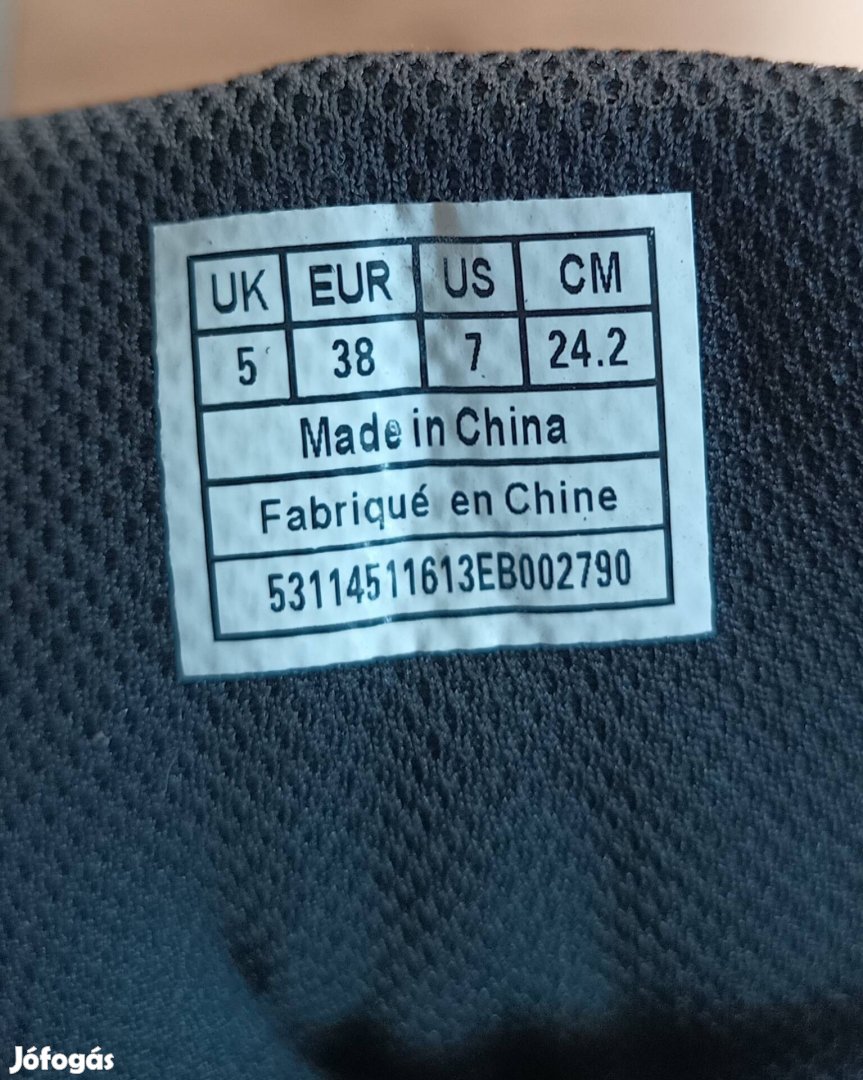 UK EUR US CM
5 38 7 24.2
Made in China
Fabriqué en Chine
53114511613EB002790
Jófogás